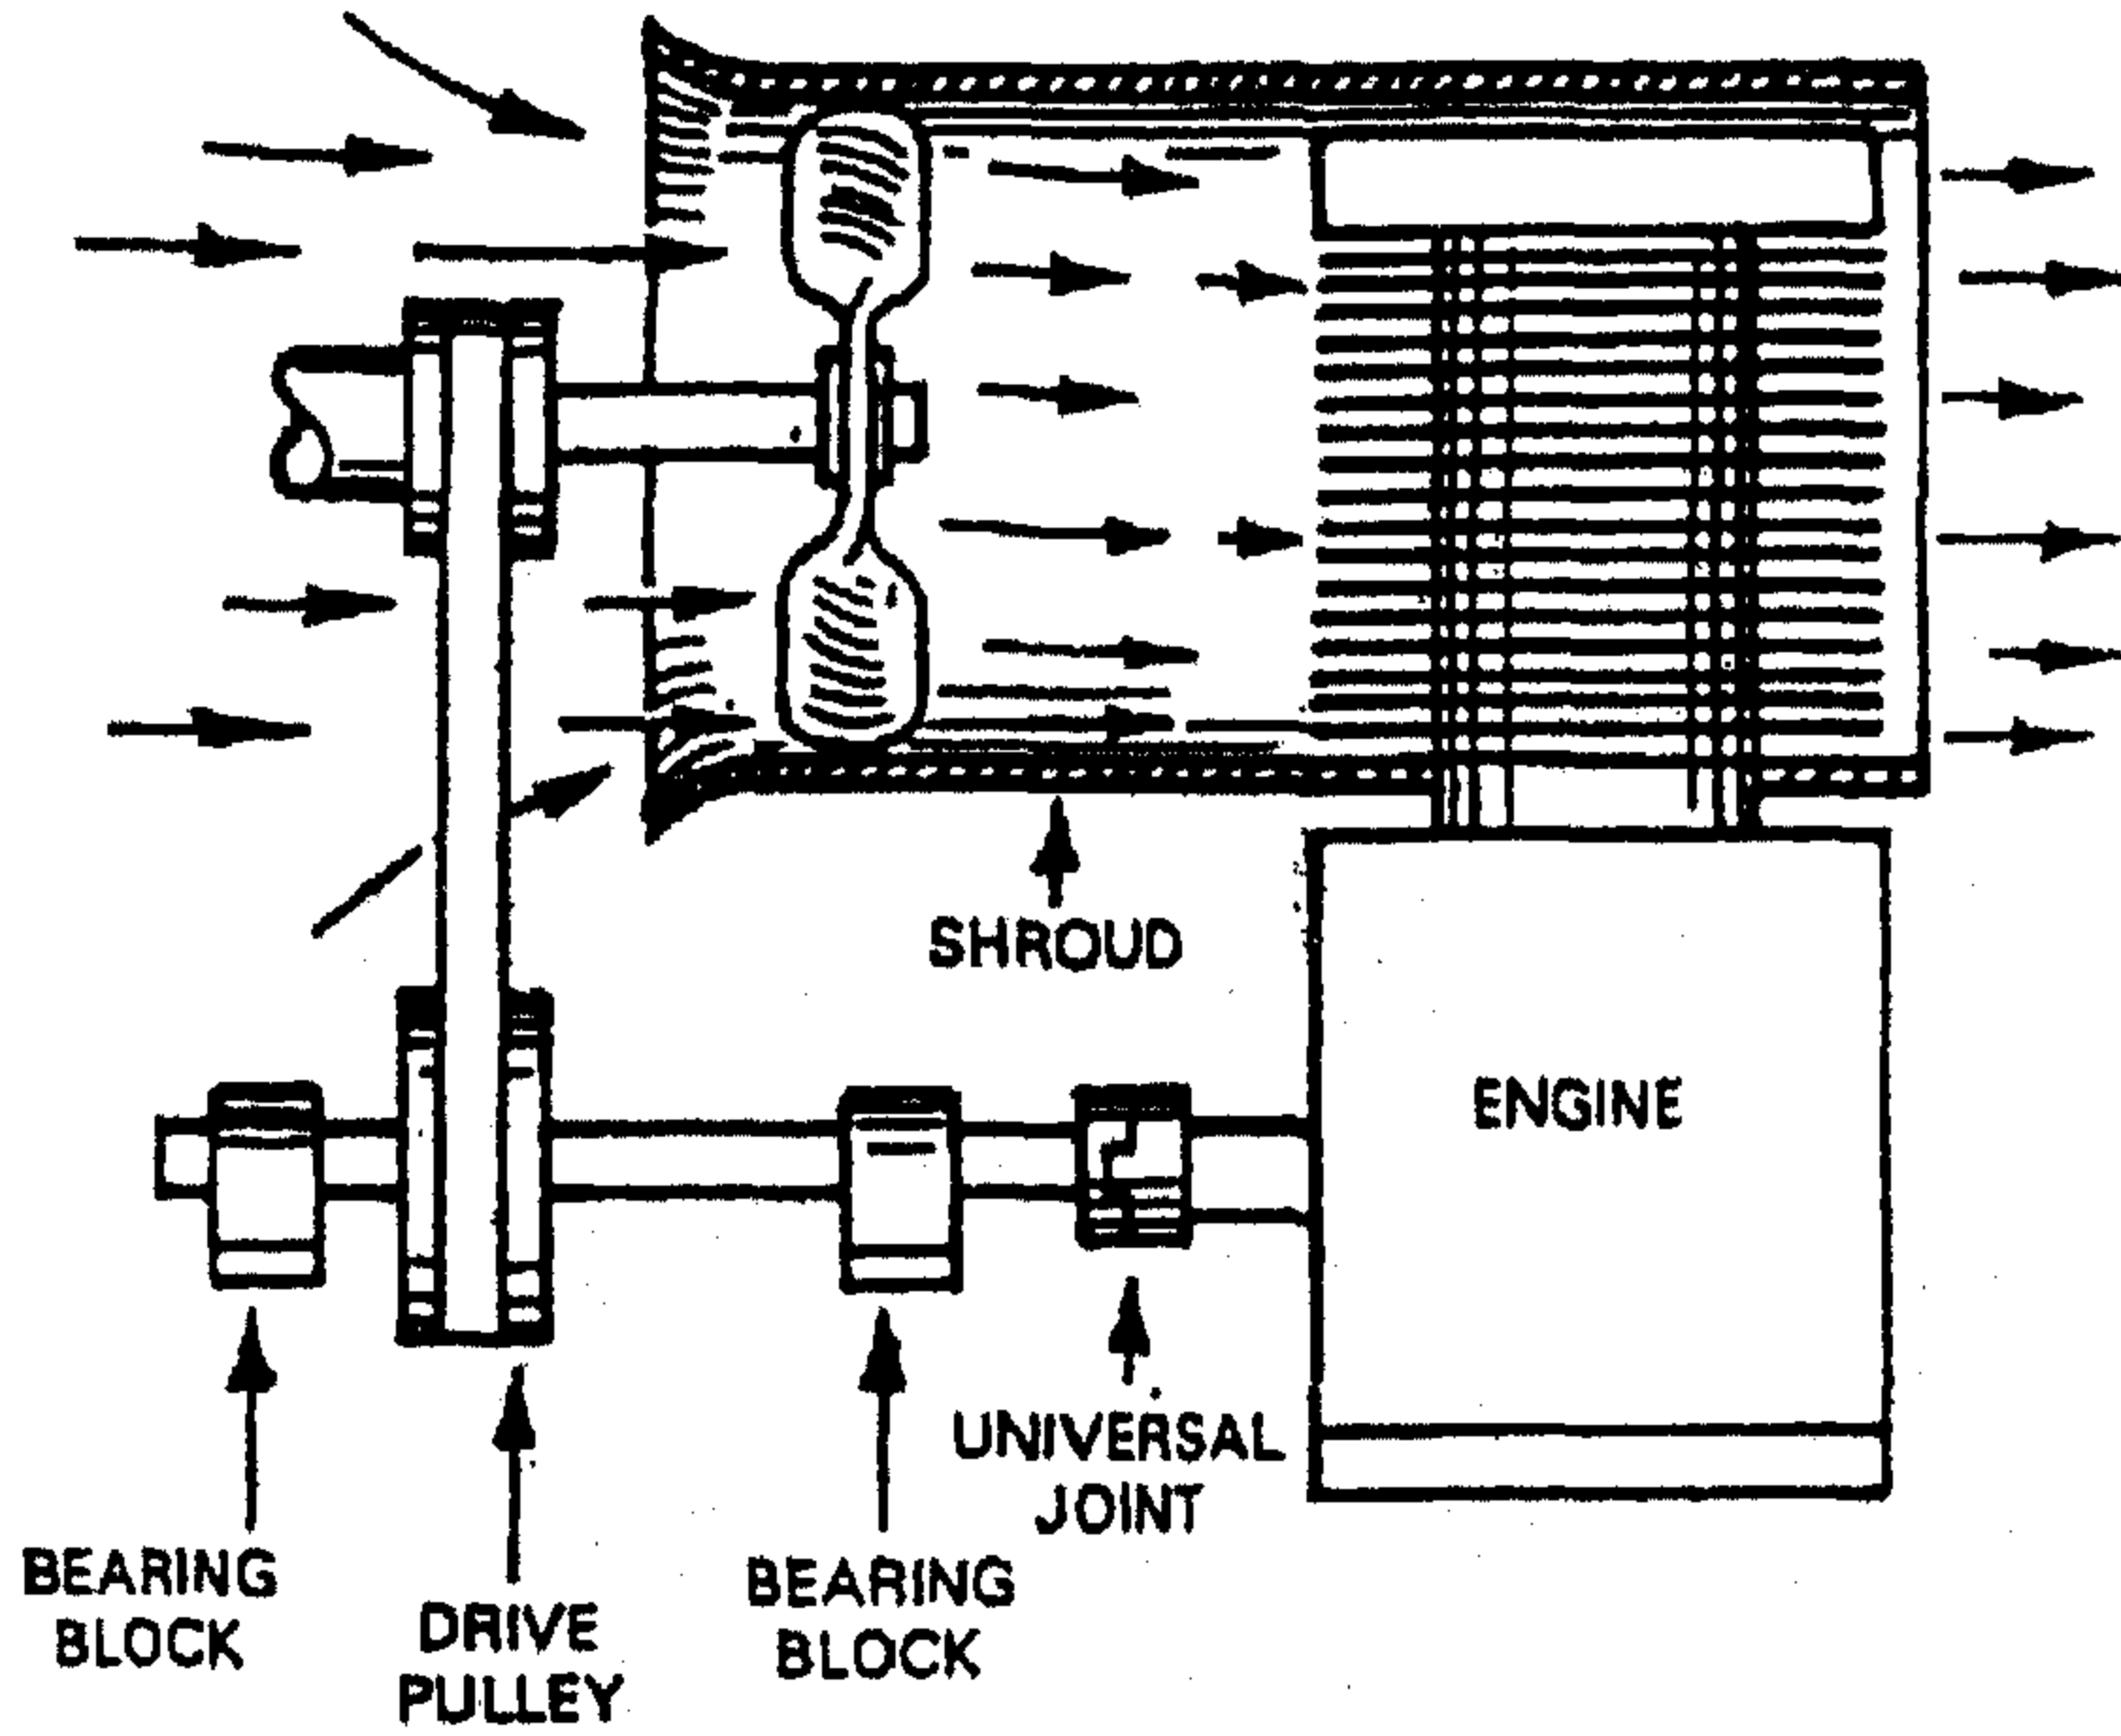 SHROUD
ENGINE
UNIVERSAL
JOINT
BEARING
BLOCK
DRIVE
PULLEY
BEARING
BLOCK